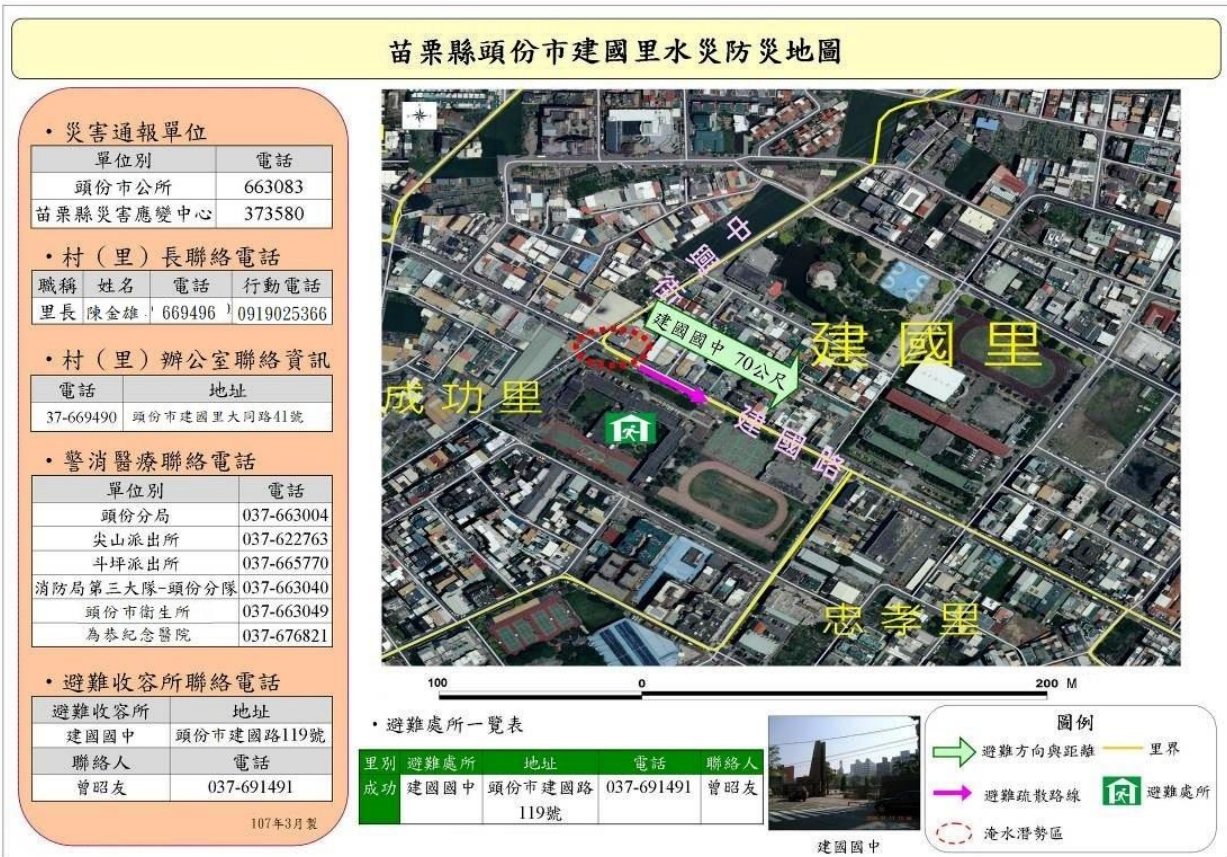 苗栗縣頭份市建國里水災防災地圖
・災害通報單位
單位別 電話
頭份市公所 663083
苗栗縣災害應變中心 373580
・村（里）長聯絡電話
職稱 姓名 電話 行動電話
里長 陳金雄 669496 0919025366
・村（里）辦公室聯絡資訊
電話 地址
37-669490 頭份市建國里大同路41號
・警消醫療聯絡電話
單位別 電話
頭份分局 037-663004
尖山派出所 037-622763
斗坪派出所 037-665770
消防局第三大隊-頭份分隊 037-663040
頭份市衛生所 037-663049
為恭紀念醫院 037-676821
・避難收容所聯絡電話
避難收容所 地址
建國國中 頭份市建國路119號
聯絡人 電話
曾昭友 037-691491
107年3月製
中興街
建國國中 70公尺
建國里
成功里
建國路
忠孝里
100 0 200 M
・避難處所一覽表
里別 避難處所 地址 電話 聯絡人
成功 建國國中 頭份市建國路 037-691491 曾昭友
119號
建國國中
圖例
避難方向與距離 里界
避難疏散路線 避難處所
淹水潛勢區